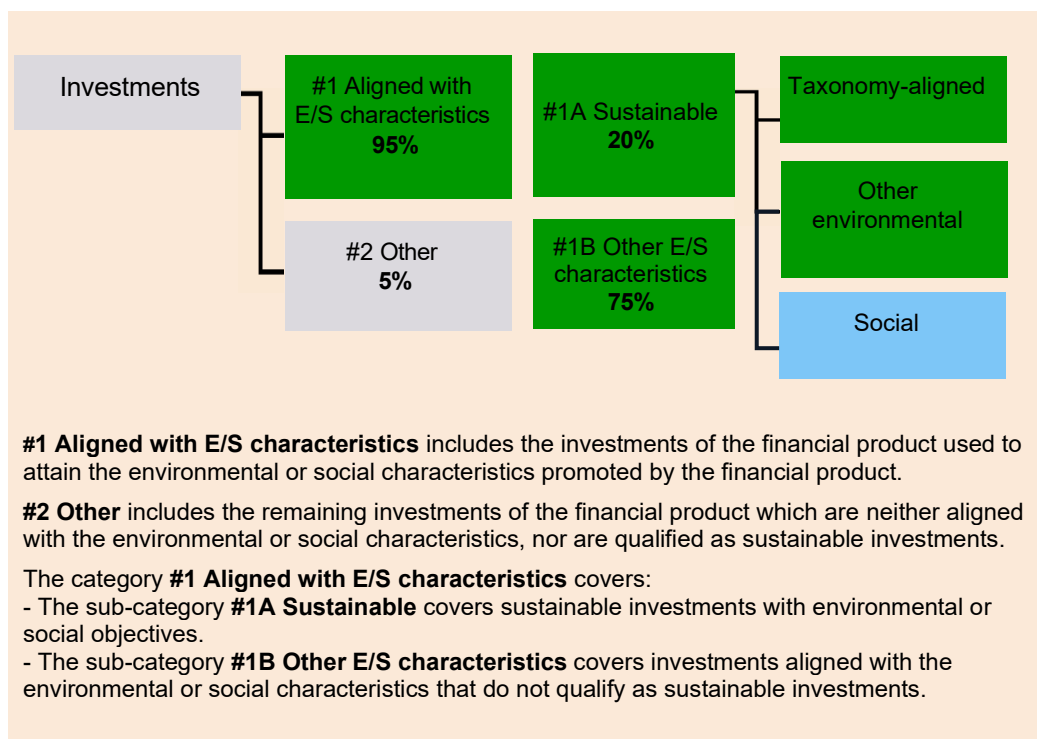 Investments
#1 Aligned with
E/S characteristics
95%
#2 Other
5%
#1A Sustainable
20%
#1B Other E/S
characteristics
75%
Taxonomy-aligned
Other
environmental
Social
#1 Aligned with E/S characteristics includes the investments of the financial product used to
attain the environmental or social characteristics promoted by the financial product.
#2 Other includes the remaining investments of the financial product which are neither aligned
with the environmental or social characteristics, nor are qualified as sustainable investments.
The category #1 Aligned with E/S characteristics covers:
- The sub-category #1A Sustainable covers sustainable investments with environmental or
social objectives.
- The sub-category #1B Other E/S characteristics covers investments aligned with the
environmental or social characteristics that do not qualify as sustainable investments.